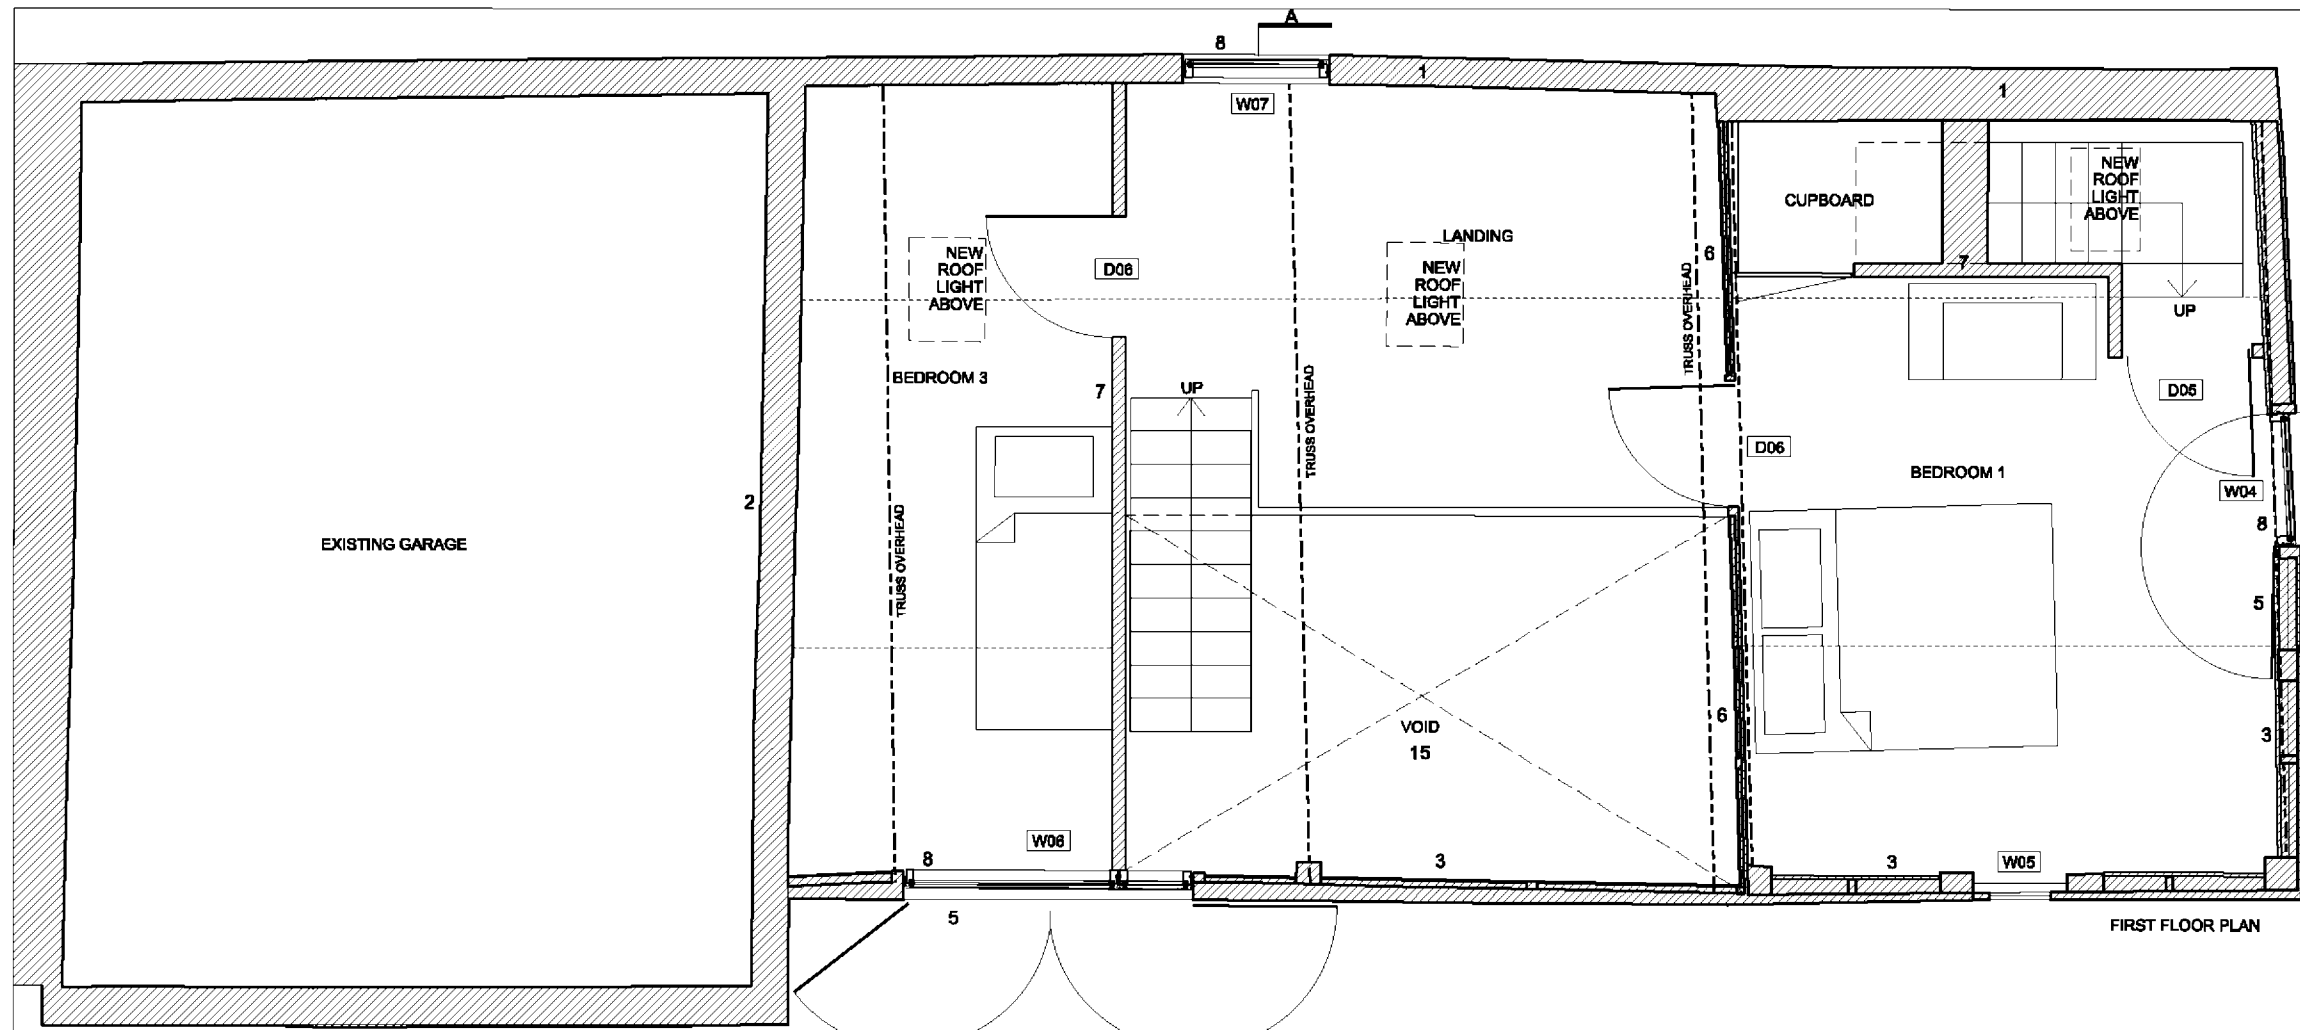 A
8
1
1
W07
NEW
ROOF
LIGHT
ABOVE
CUPBOARD
LANDING
6
NEW
ROOF
LIGHT
ABOVE
D06
NEW
ROOF
LIGHT
ABOVE
7
TRUSS OVERHEAD
UP
BEDROOM 3
7
UP
TRUSS OVERHEAD
D05
D06
BEDROOM 1
2
W04
TRUSS OVERHEAD
8
EXISTING GARAGE
5
6
VOID
15
3
W06
8
3
3
W05
5
FIRST FLOOR PLAN